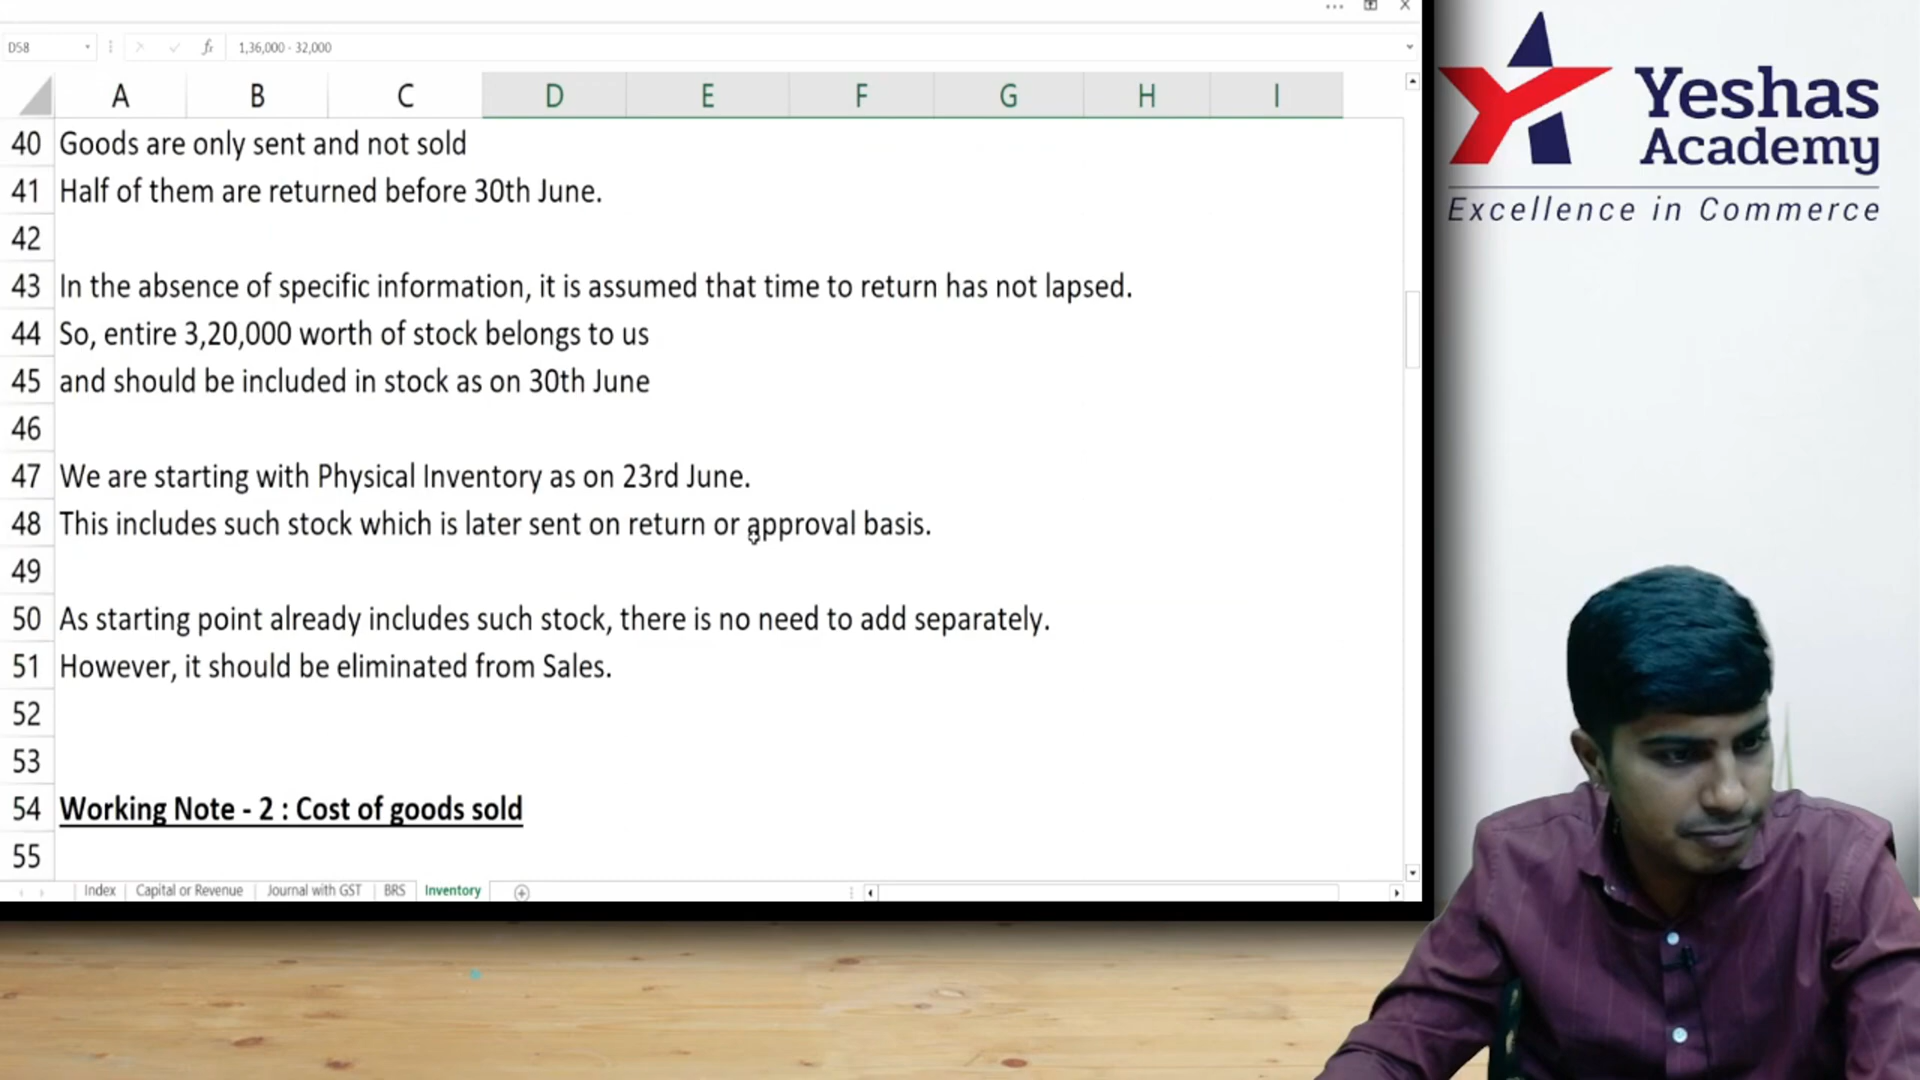 D58
fx
1,36,000 - 32,000
A B C D E F G H I
40 Goods are only sent and not sold
41 Half of them are returned before 30th June.
42
43 In the absence of specific information, it is assumed that time to return has not lapsed.
44 So, entire 3,20,000 worth of stock belongs to us
45 and should be included in stock as on 30th June
46
47 We are starting with Physical Inventory as on 23rd June.
48 This includes such stock which is later sent on return or approval basis.
49
50 As starting point already includes such stock, there is no need to add separately.
51 However, it should be eliminated from Sales.
52
53
54 Working Note - 2 : Cost of goods sold
55
Index Capital or Revenue Journal with GST BRS Inventory
Yeshas
Academy
Excellence in Commerce